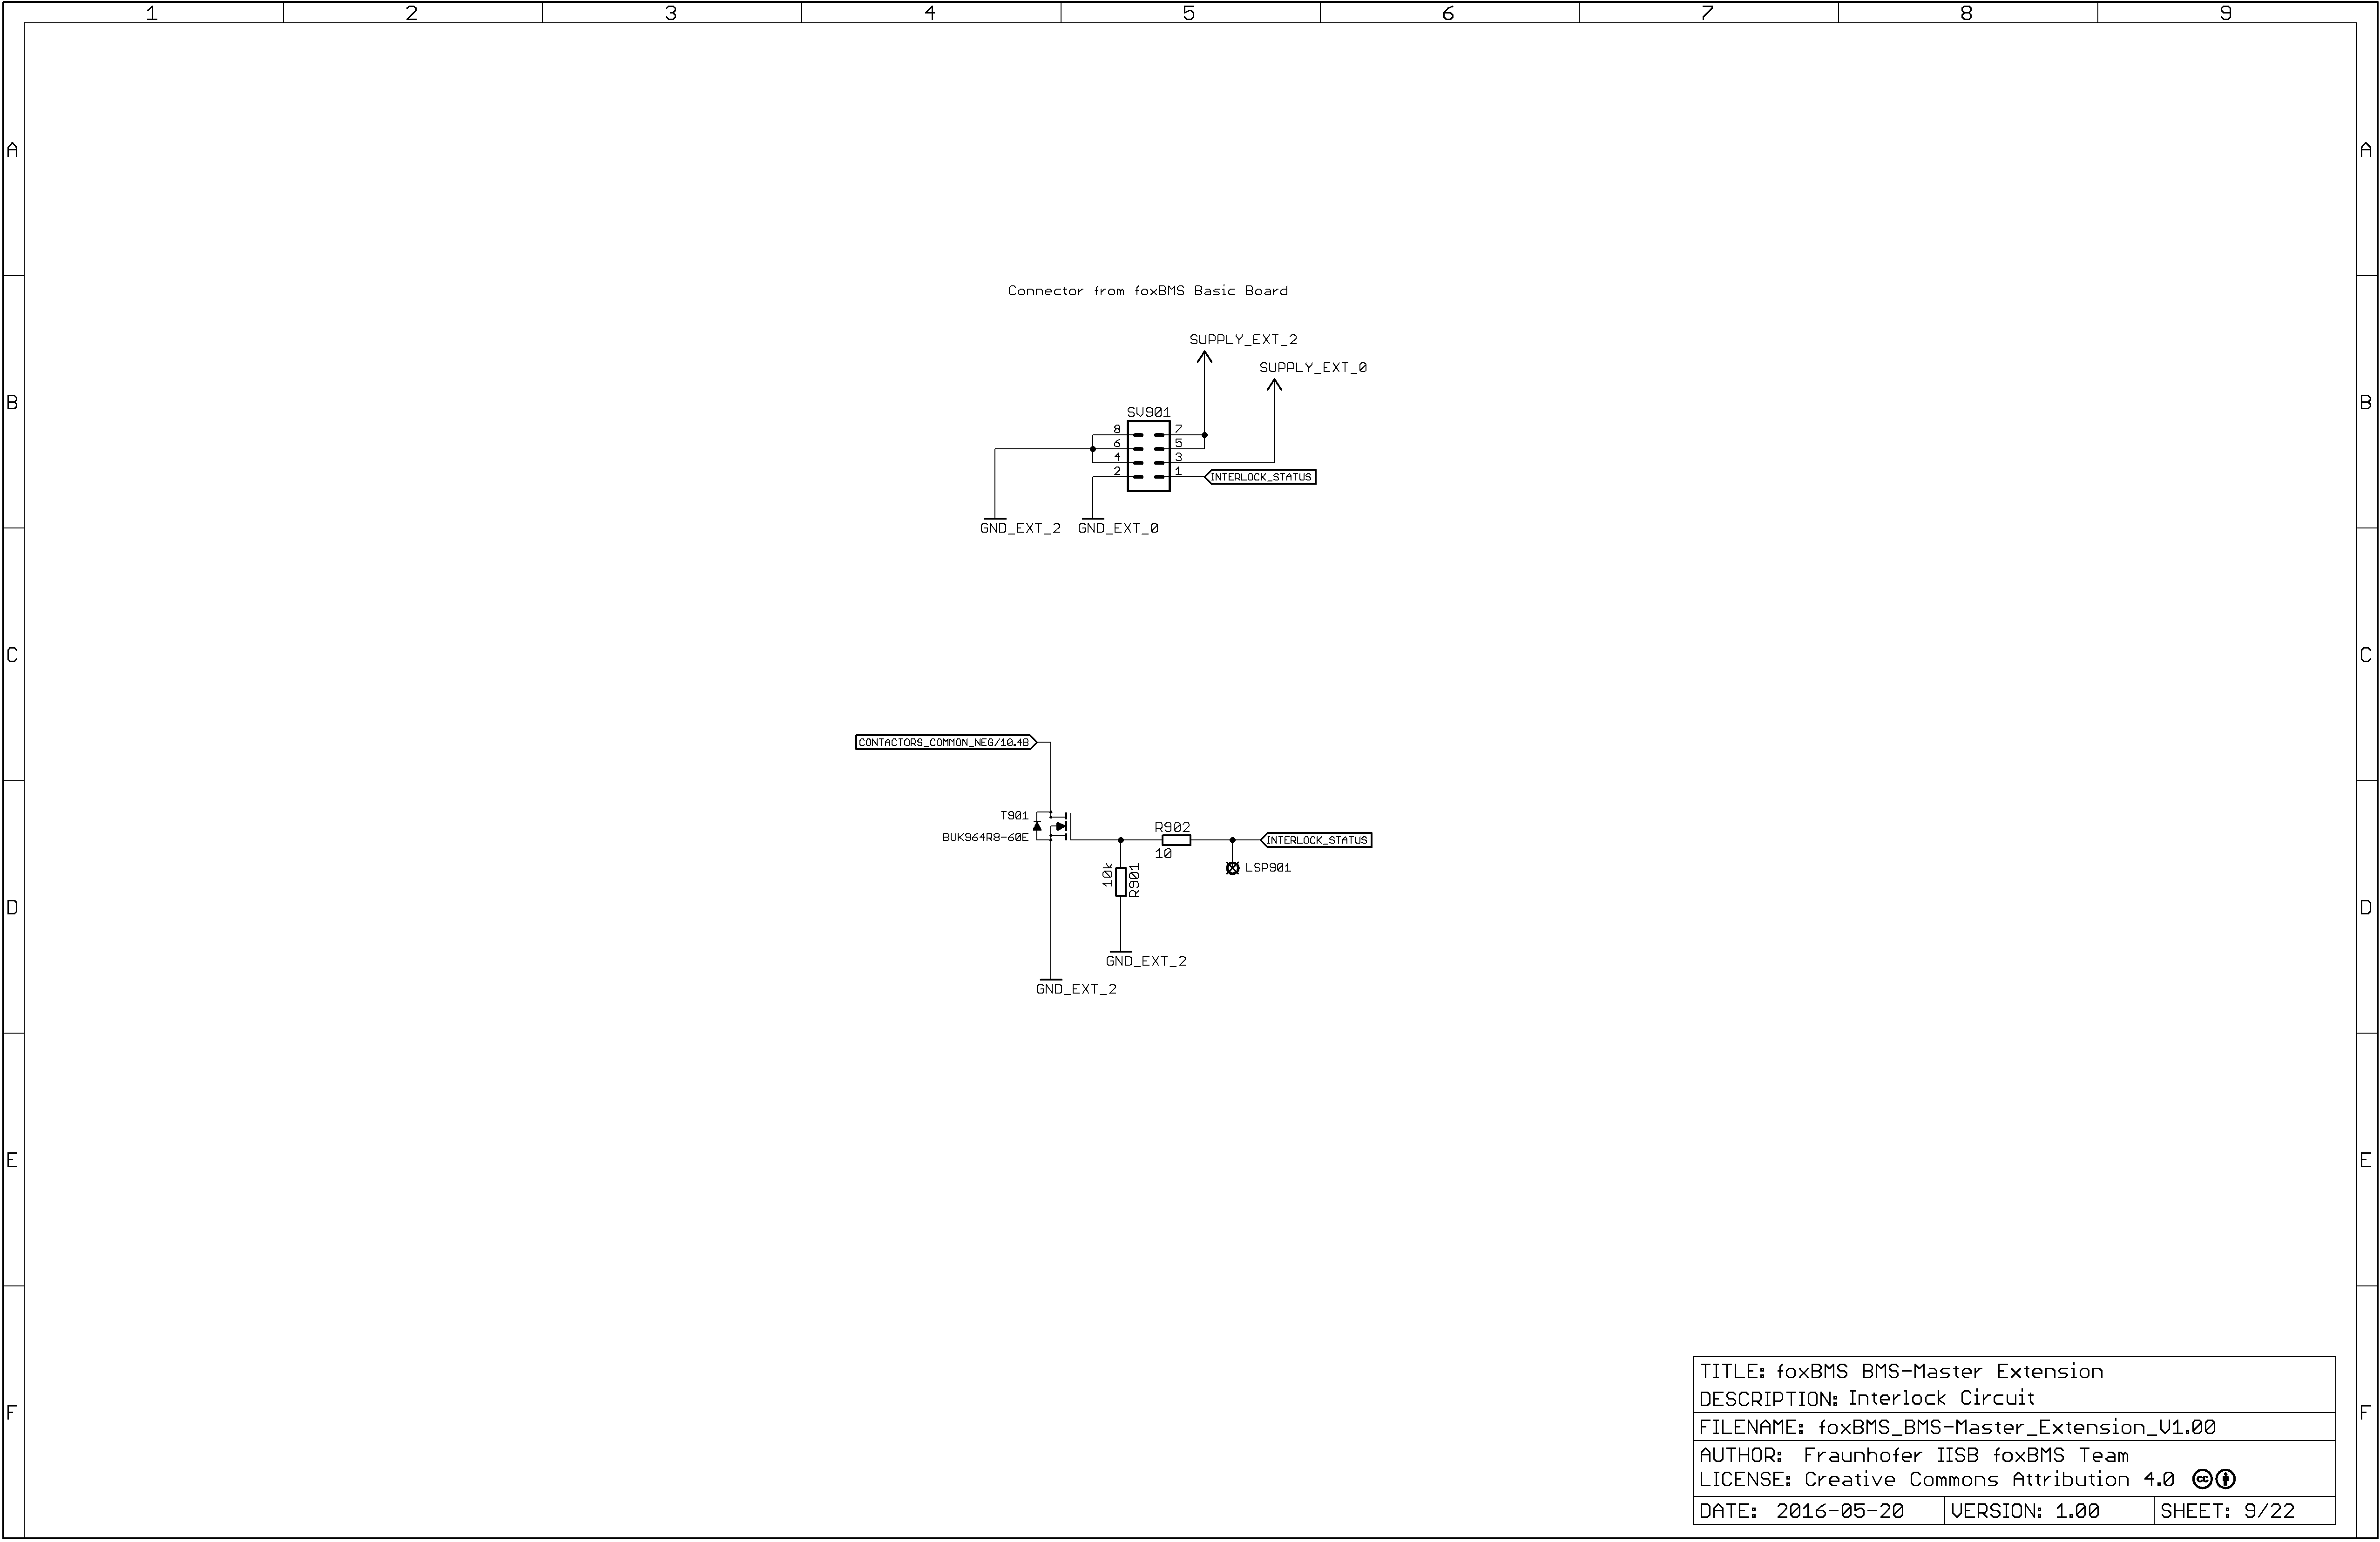 1 2 3 4 5 6 7 8 9
A A
Connector from foxBMS Basic Board
SUPPLY_EXT_2
SUPPLY_EXT_0
B B
SV901
8 7
6 5
4 3
2 1 INTERLOCK_STATUS
GND_EXT_2 GND_EXT_0
C C
CONTACTORS_COMMON_NEG/10.4B
T901
BUK964R8-60E
R902
10
INTERLOCK_STATUS
LSP901
10k
R901
D D
GND_EXT_2
GND_EXT_2
E E
TITLE: foxBMS BMS-Master Extension
DESCRIPTION: Interlock Circuit
F F
FILENAME: foxBMS_BMS-Master_Extension_V1.00
AUTHOR: Fraunhofer IISB foxBMS Team
LICENSE: Creative Commons Attribution 4.0 cc
DATE: 2016-05-20 VERSION: 1.00 SHEET: 9/22